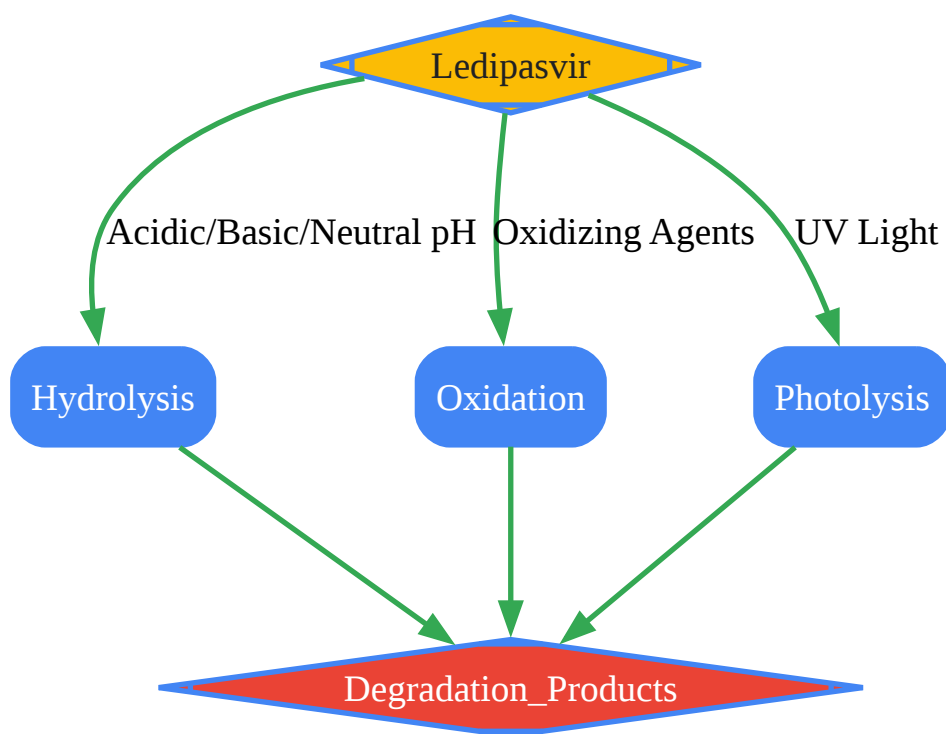 Ledipasvir
Acidic/Basic/Neutral pH
Oxidizing Agents
UV Light
Hydrolysis
Oxidation
Photolysis
Degradation_Products